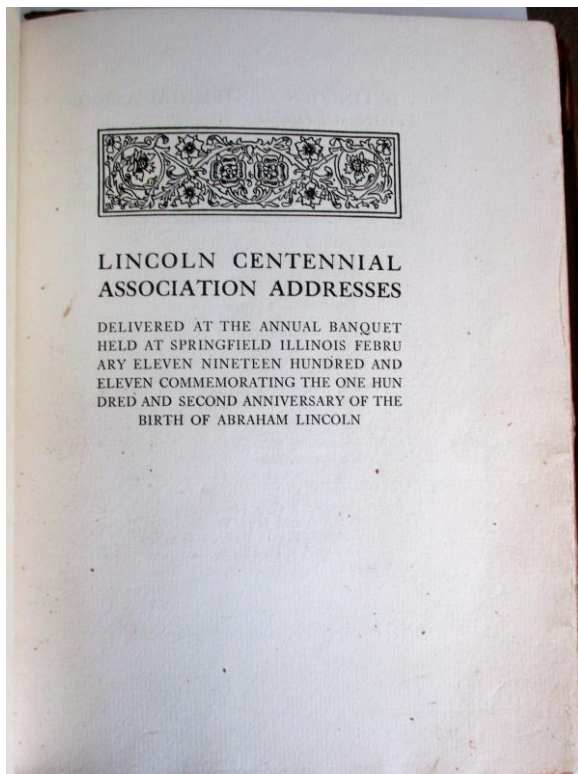 LINCOLN CENTENNIAL
ASSOCIATION ADDRESSES
DELIVERED AT THE ANNUAL BANQUET
HELD AT SPRINGFIELD ILLINOIS FEBRU
ARY ELEVEN NINETEEN HUNDRED AND
ELEVEN COMMEMORATING THE ONE HUN
DRED AND SECOND ANNIVERSARY OF THE
BIRTH OF ABRAHAM LINCOLN